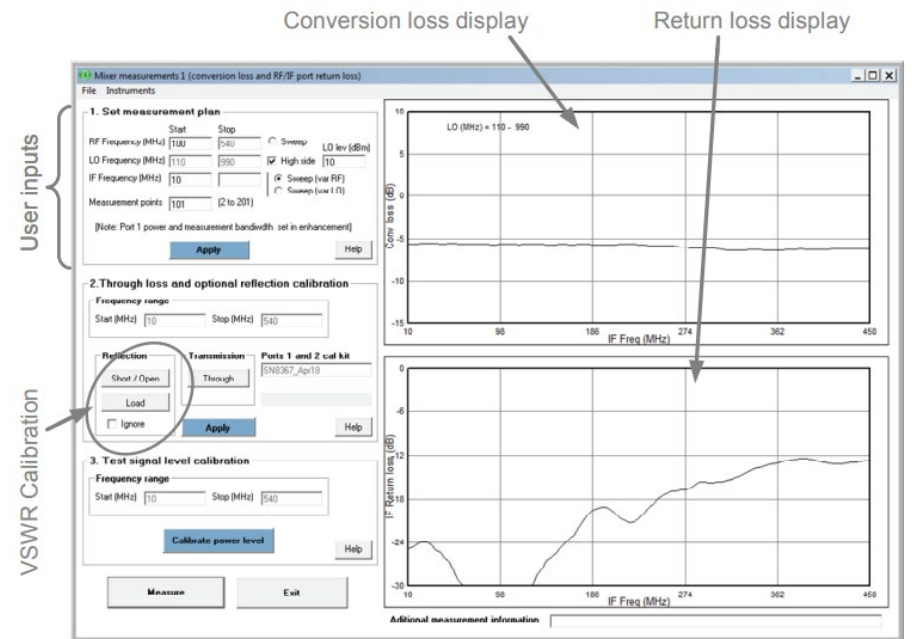 Conversion loss display
Return loss display
User inputs
VSWR Calibration
Mixer measurements 1 (conversion loss and RF/IF port return loss)
File Instruments
1. Set measurement plan
Start Stop
RF Frequency (MHz) 100 540 Sweep LO lev (dBm)
LO Frequency (MHz) 110 990 High side 10
IF Frequency (MHz) 10 Sweep (var RF)
Sweep (var LO)
Measurement points 101 (2 to 201)
[Note: Port 1 power and measurement bandiwdth set in enhancement]
Apply Help
2.Through loss and optional reflection calibration
Frequency range
Start (MHz) 10 Stop (MHz) 540
Reflection Transmission Ports 1 and 2 cal kit
Short / Open Through SN8367_Apr18
Load
Ignore Apply Help
3. Test signal level calibration
Frequency range
Start (MHz) 10 Stop (MHz) 540
Calibrate power level
Help
Measure Exit
LO (MHz) = 110 - 990
Conv loss (dB)
10
5
0
-5
-10
-15
10 98 186 274 362 450
IF Freq (MHz)
IF Return loss (dB)
0
-6
-12
-18
-24
-30
10 98 186 274 362 450
IF Freq (MHz)
Aditional measurement information